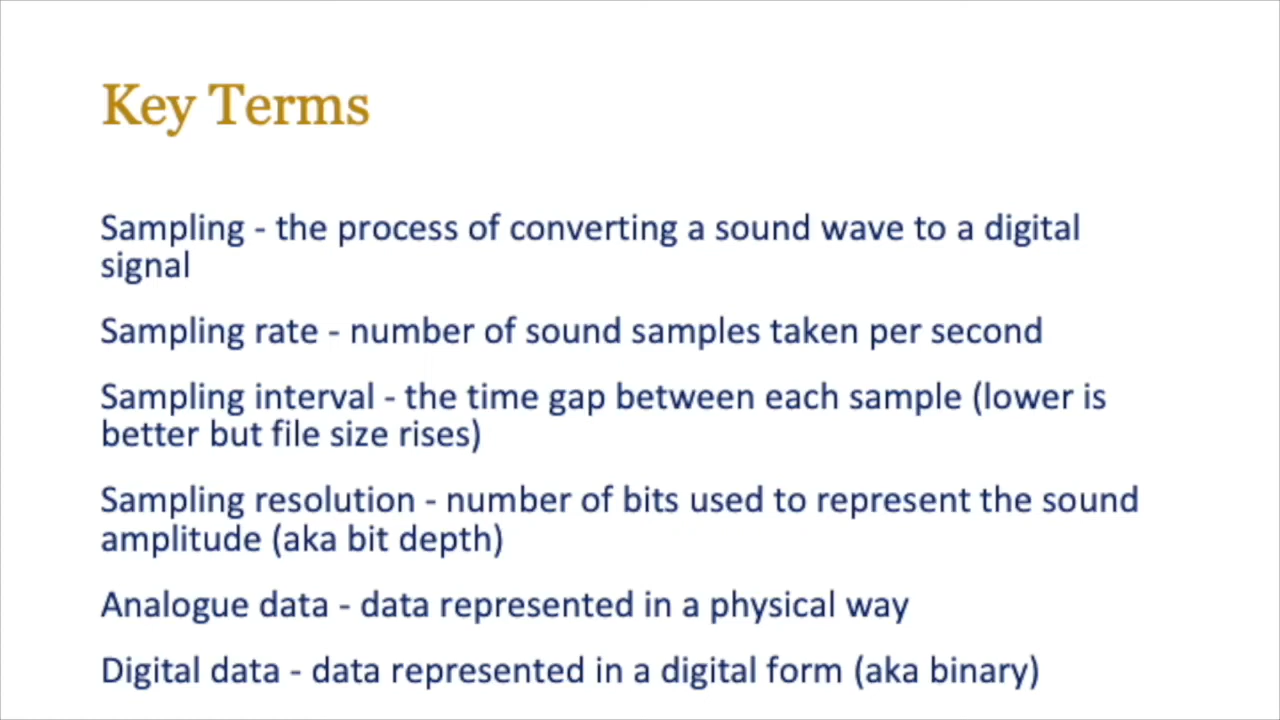 Key Terms
Sampling - the process of converting a sound wave to a digital
signal
Sampling rate - number of sound samples taken per second
Sampling interval - the time gap between each sample (lower is
better but file size rises)
Sampling resolution - number of bits used to represent the sound
amplitude (aka bit depth)
Analogue data - data represented in a physical way
Digital data - data represented in a digital form (aka binary)